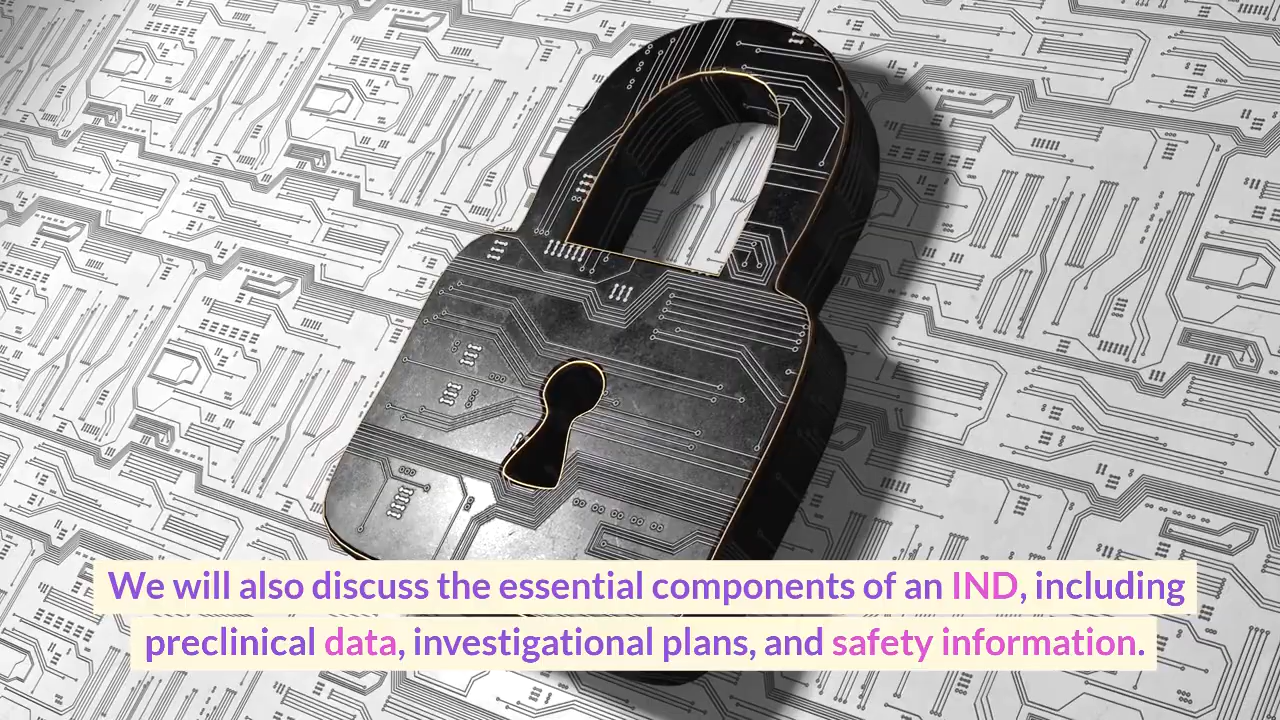 We will also discuss the essential components of an IND, including
preclinical data, investigational plans, and safety information.